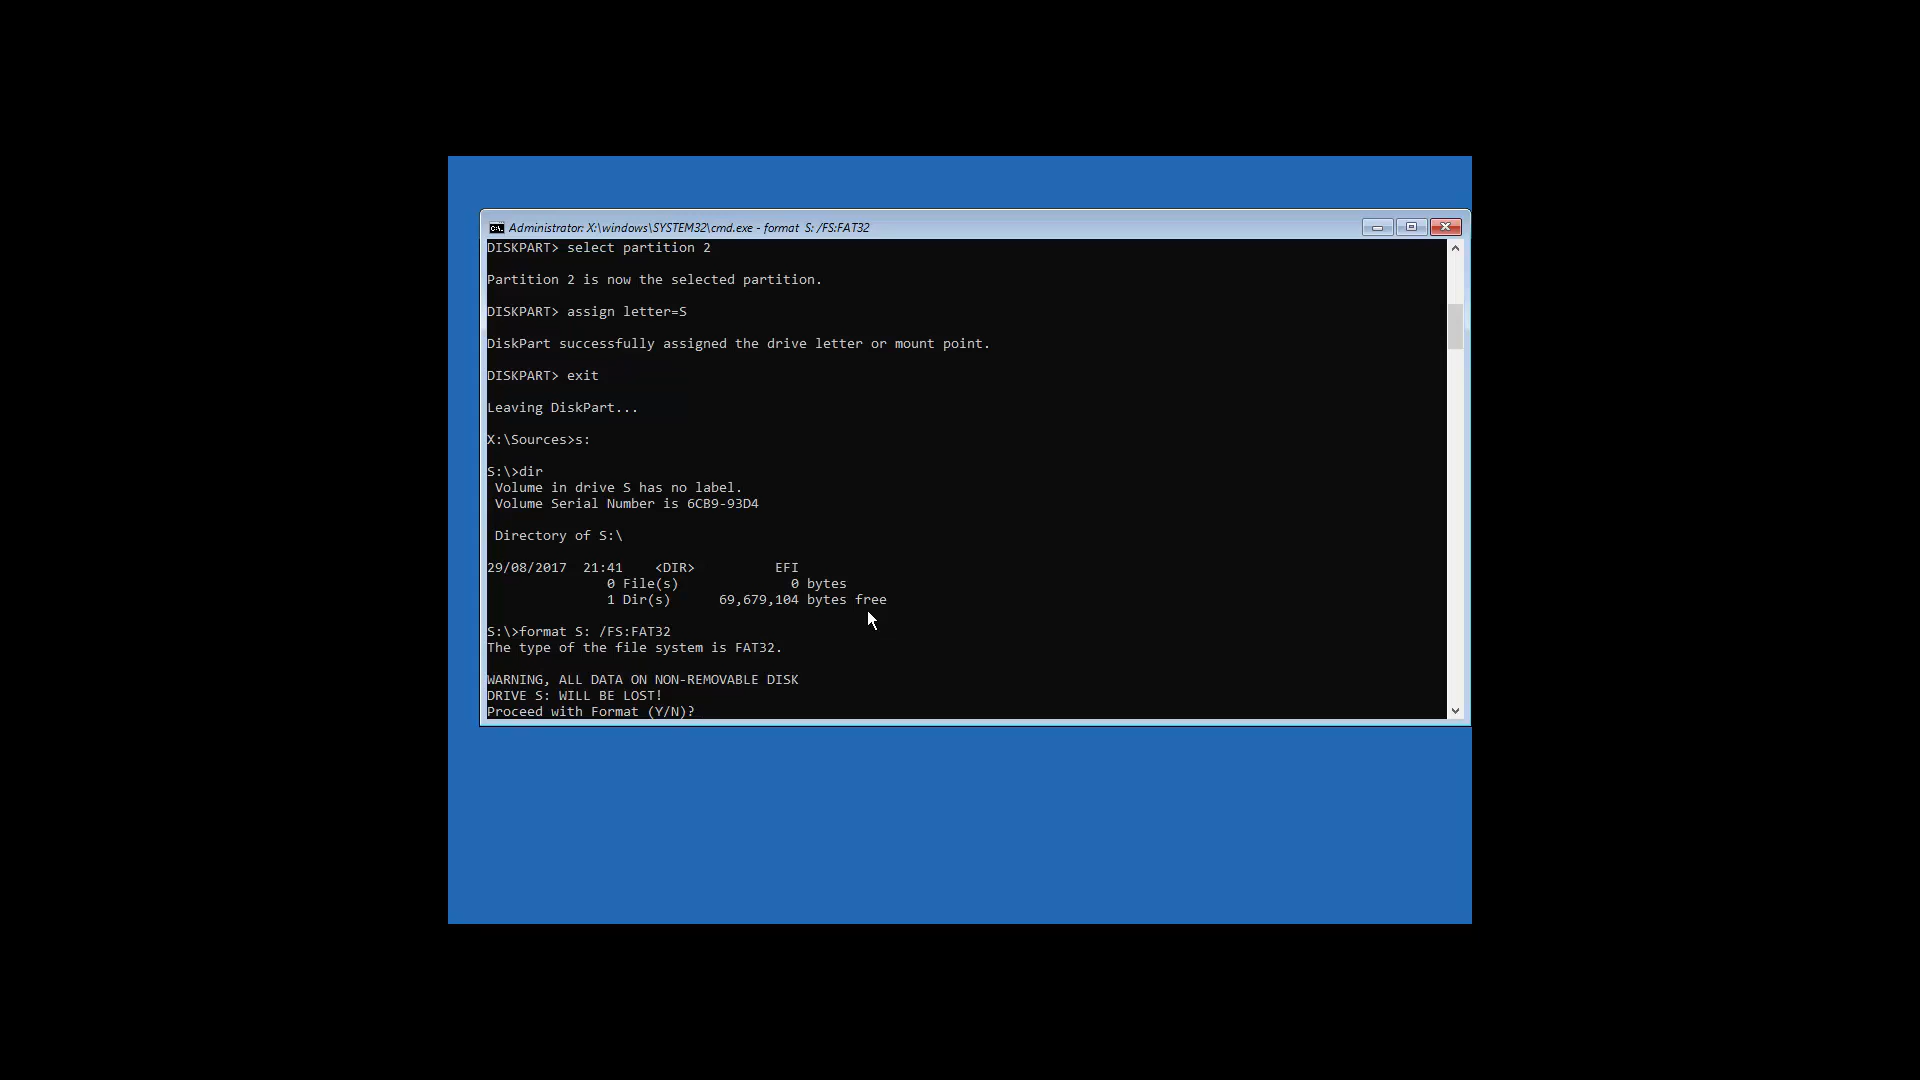 Administrator: X:\windows\SYSTEM32\cmd.exe - format S: /FS:FAT32
DISKPART> select partition 2
Partition 2 is now the selected partition.
DISKPART> assign letter=S
DiskPart successfully assigned the drive letter or mount point.
DISKPART> exit
Leaving DiskPart...
X:\Sources>s:
S:\>dir
Volume in drive S has no label.
Volume Serial Number is 6CB9-93D4
Directory of S:\
29/08/2017  21:41    <DIR>          EFI
0 File(s)              0 bytes
1 Dir(s)      69,679,104 bytes free
S:\>format S: /FS:FAT32
The type of the file system is FAT32.
WARNING, ALL DATA ON NON-REMOVABLE DISK
DRIVE S: WILL BE LOST!
Proceed with Format (Y/N)?